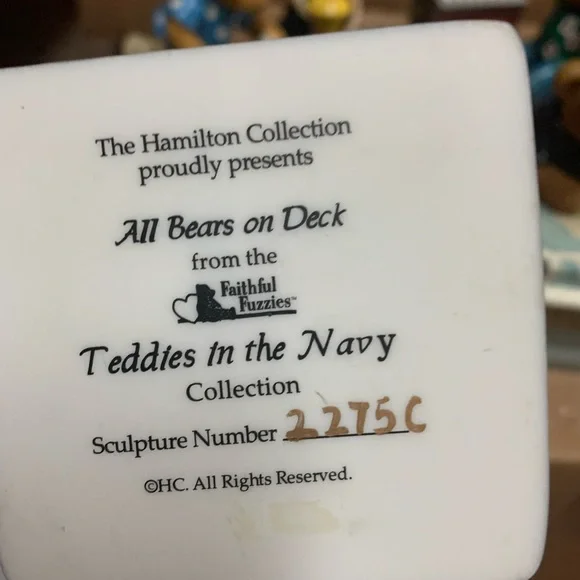 The Hamilton Collection
proudly presents
All Bears on Deck
from the
Faithful
Fuzzies™
Teddies in the Navy
Collection
Sculpture Number 2275C
©HC. All Rights Reserved.